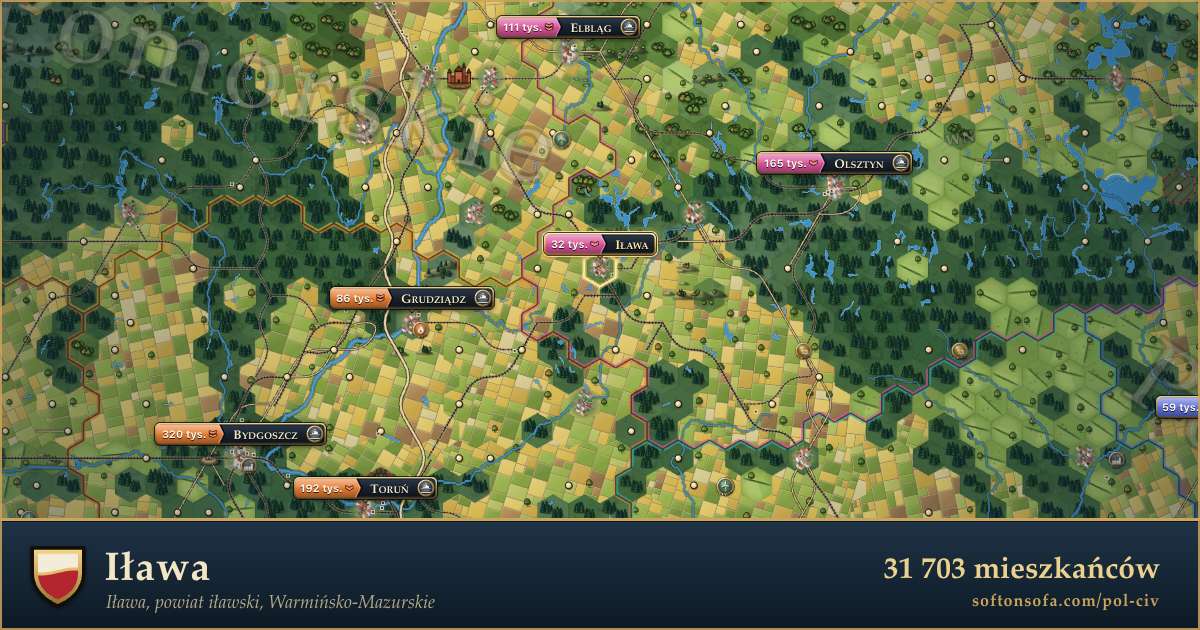 omorskie
111 tys. ELBLĄG
165 tys. OLSZTYN
32 tys. IŁAWA
86 tys. GRUDZIĄDZ
59 tys.
320 tys. BYDGOSZCZ
192 tys. TORUŃ
Iława
31 703 mieszkańców
Iława, powiat iławski, Warmińsko-Mazurskie
softonsofa.com/pol-civ